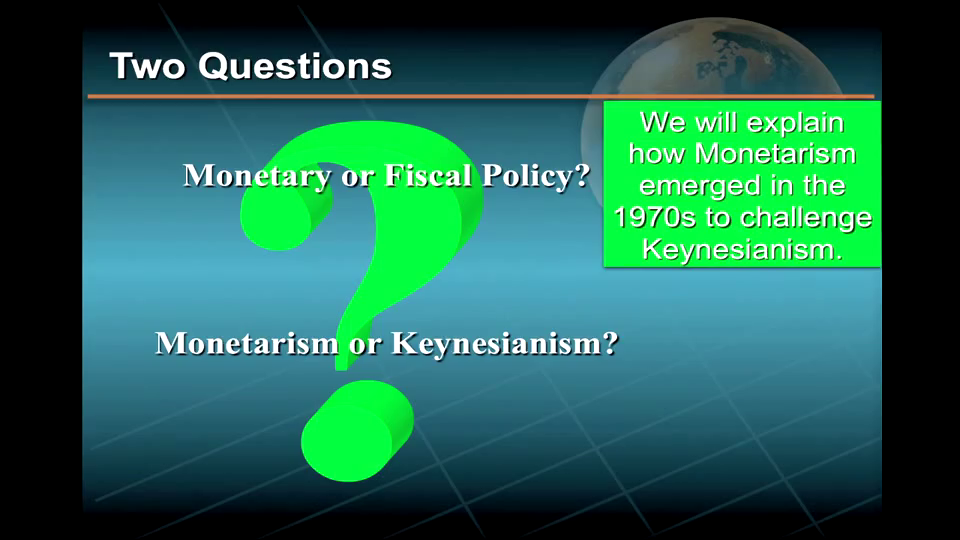 Two Questions
Monetary or Fiscal Policy?
Monetarism or Keynesianism?
We will explain
how Monetarism
emerged in the
1970s to challenge
Keynesianism.